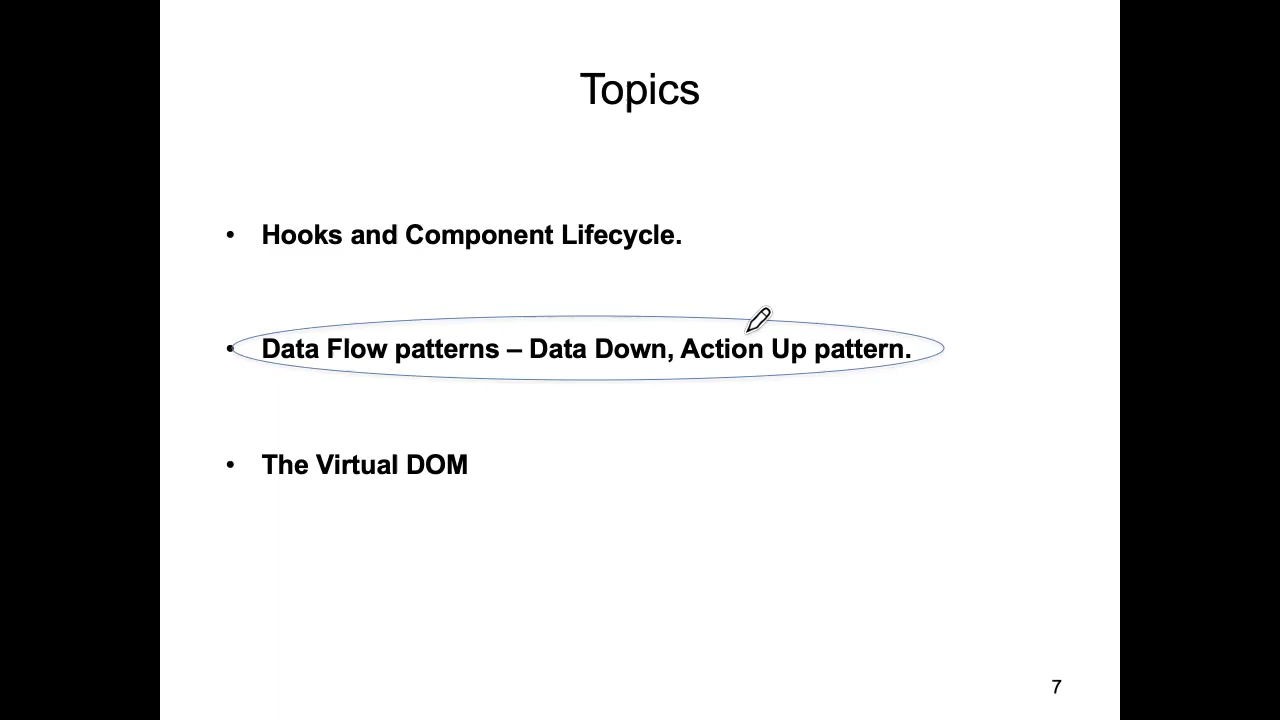 Topics
• Hooks and Component Lifecycle.
• Data Flow patterns – Data Down, Action Up pattern.
• The Virtual DOM
7